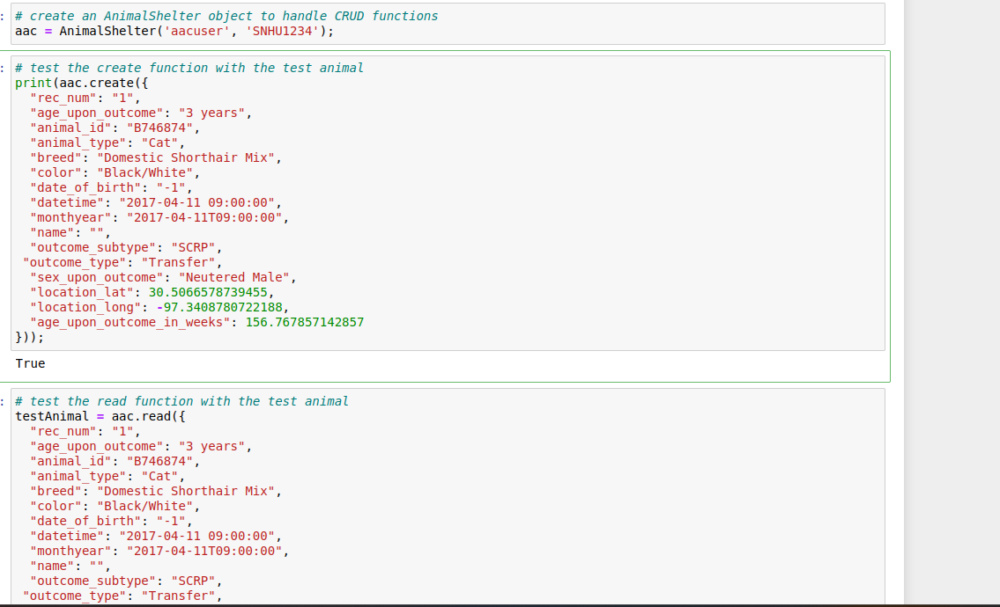 : # create an AnimalShelter object to handle CRUD functions
aac = AnimalShelter('aacuser', 'SNHU1234');
: # test the create function with the test animal
print(aac.create({
  "rec_num": "1",
  "age_upon_outcome": "3 years",
  "animal_id": "B746874",
  "animal_type": "Cat",
  "breed": "Domestic Shorthair Mix",
  "color": "Black/White",
  "date_of_birth": "-1",
  "datetime": "2017-04-11 09:00:00",
  "monthyear": "2017-04-11T09:00:00",
  "name": "",
  "outcome_subtype": "SCRP",
 "outcome_type": "Transfer",
  "sex_upon_outcome": "Neutered Male",
  "location_lat": 30.5066578739455,
  "location_long": -97.3408780722188,
  "age_upon_outcome_in_weeks": 156.767857142857
}));
True
: # test the read function with the test animal
testAnimal = aac.read({
  "rec_num": "1",
  "age_upon_outcome": "3 years",
  "animal_id": "B746874",
  "animal_type": "Cat",
  "breed": "Domestic Shorthair Mix",
  "color": "Black/White",
  "date_of_birth": "-1",
  "datetime": "2017-04-11 09:00:00",
  "monthyear": "2017-04-11T09:00:00",
  "name": "",
  "outcome_subtype": "SCRP",
 "outcome_type": "Transfer",